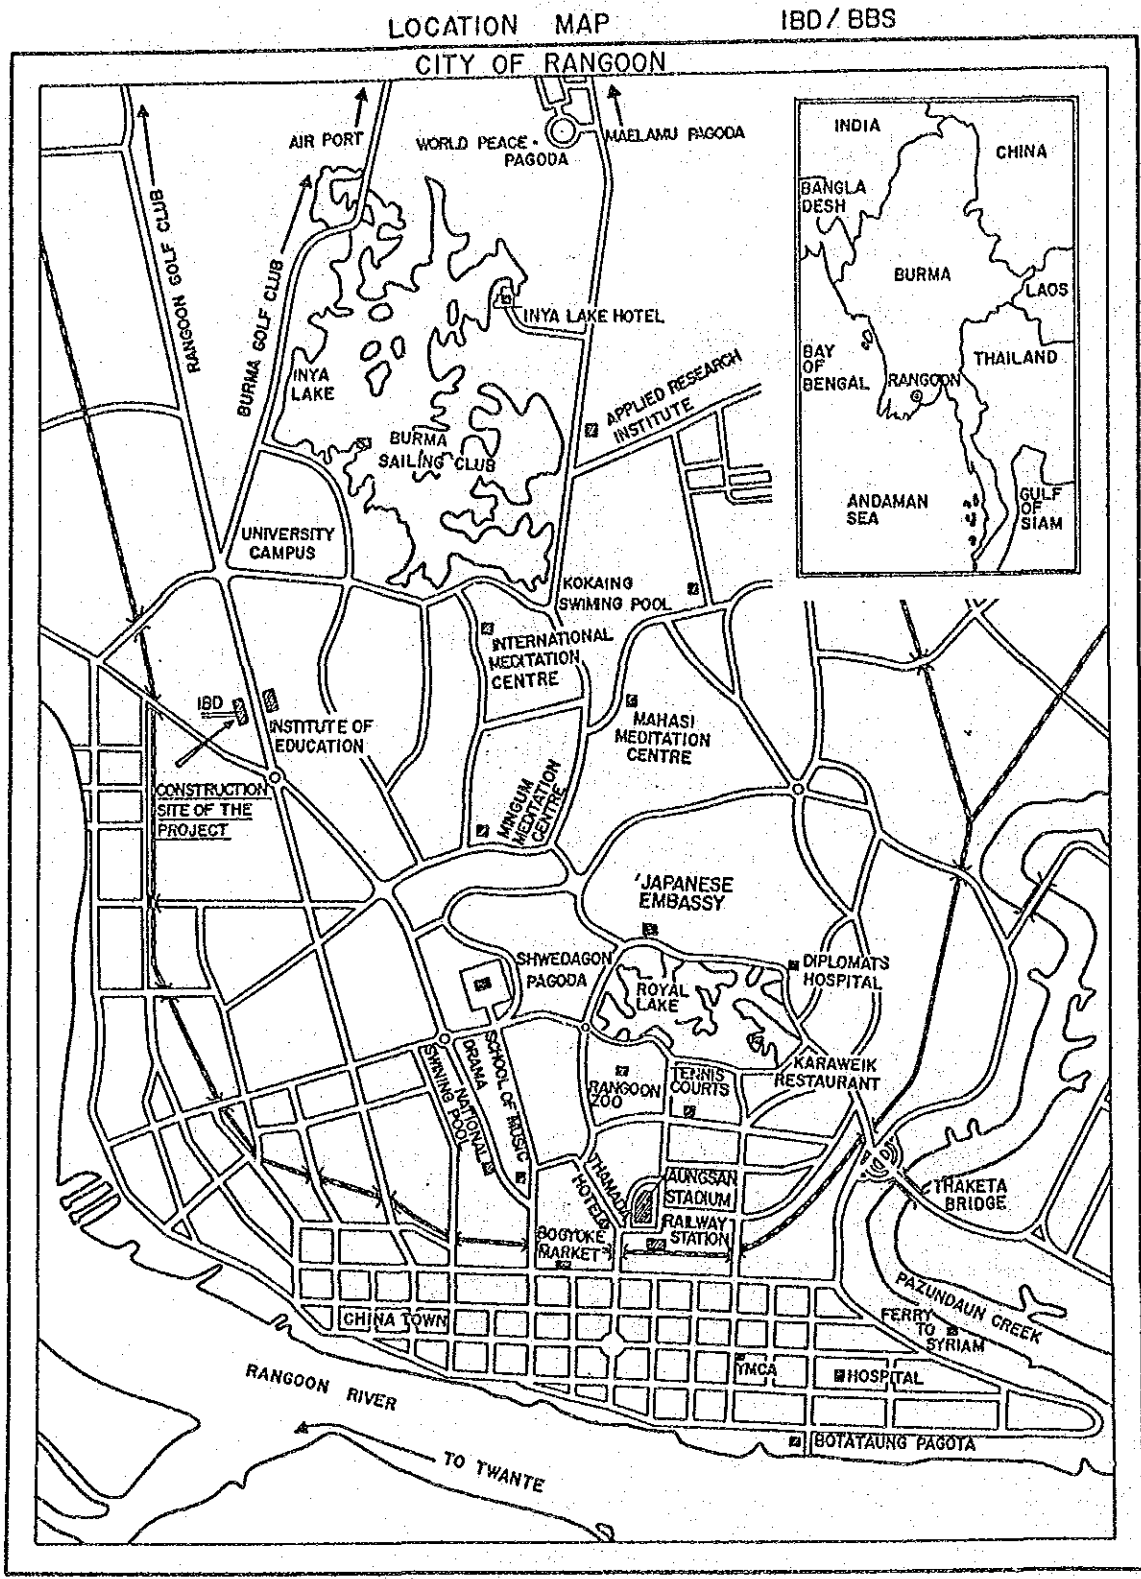 LOCATION MAP
IBD/BBS
CITY OF RANGOON
AIR PORT
WORLD PEACE
PAGODA
MAELAMU PAGODA
RANGOON GOLF CLUB
BURMA GOLF CLUB
INYA LAKE HOTEL
INYA
LAKE
APPLIED RESEARCH
INSTITUTE
BURMA
SAILING CLUB
UNIVERSITY
CAMPUS
KOKAING
SWIMING POOL
INTERNATIONAL
MEDITATION
CENTRE
IBD
INSTITUTE OF
EDUCATION
MAHASI
MEDITATION
CENTRE
CONSTRUCTION
SITE OF THE
PROJECT
MINGUM
MEDITATION
CENTRE
JAPANESE
EMBASSY
SHWEDAGON
PAGODA
ROYAL
LAKE
DIPLOMATS
HOSPITAL
SCHOOL OF MUSIC
DRAMA
NATIONAL
SWINING POOL
RANGOON
ZOO
TENNIS
COURTS
KARAWEIK
RESTAURANT
THAMADA
HOTEL
AUNGSAN
STADIUM
RAILWAY
STATION
THAKETA
BRIDGE
BOGYOKE
MARKET
CHINA TOWN
PAZUNDAUN CREEK
FERRY
TO
SYRIAM
YMCA
HOSPITAL
RANGOON RIVER
BOTATAUNG PAGOTA
TO TWANTE
INDIA
CHINA
BANGLA
DESH
BURMA
LAOS
BAY
OF
BENGAL
THAILAND
RANGOON
ANDAMAN
SEA
GULF
OF
SIAM